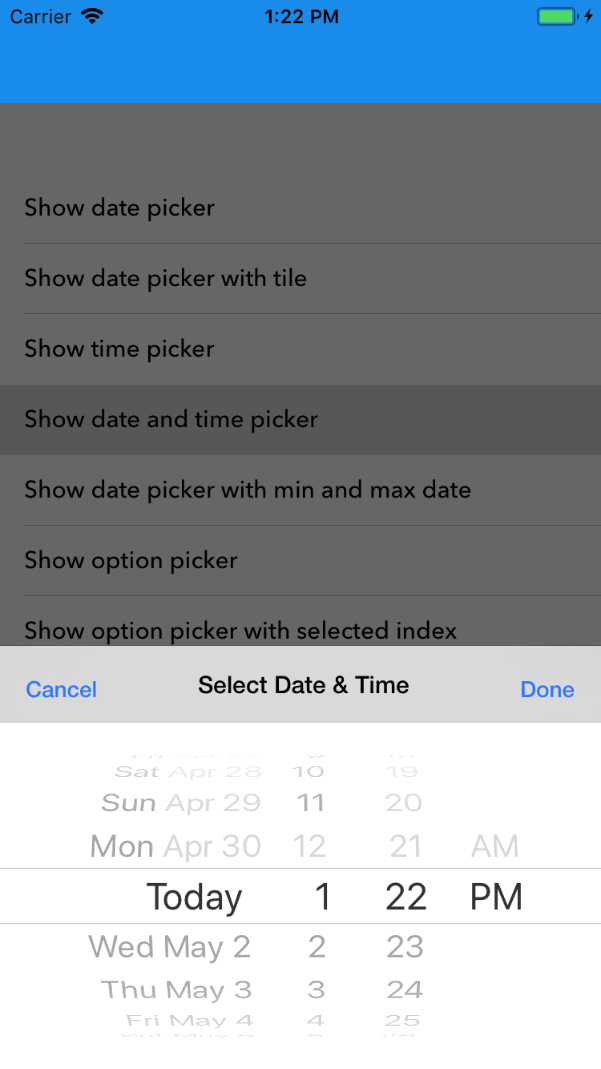 Carrier 1:22 PM
Show date picker
Show date picker with tile
Show time picker
Show date and time picker
Show date picker with min and max date
Show option picker
Show option picker with selected index
Cancel Select Date & Time Done
Sat Apr 28 10 19
Sun Apr 29 11 20
Mon Apr 30 12 21 AM
Today 1 22 PM
Wed May 2 2 23
Thu May 3 3 24
Fri May 4 4 25